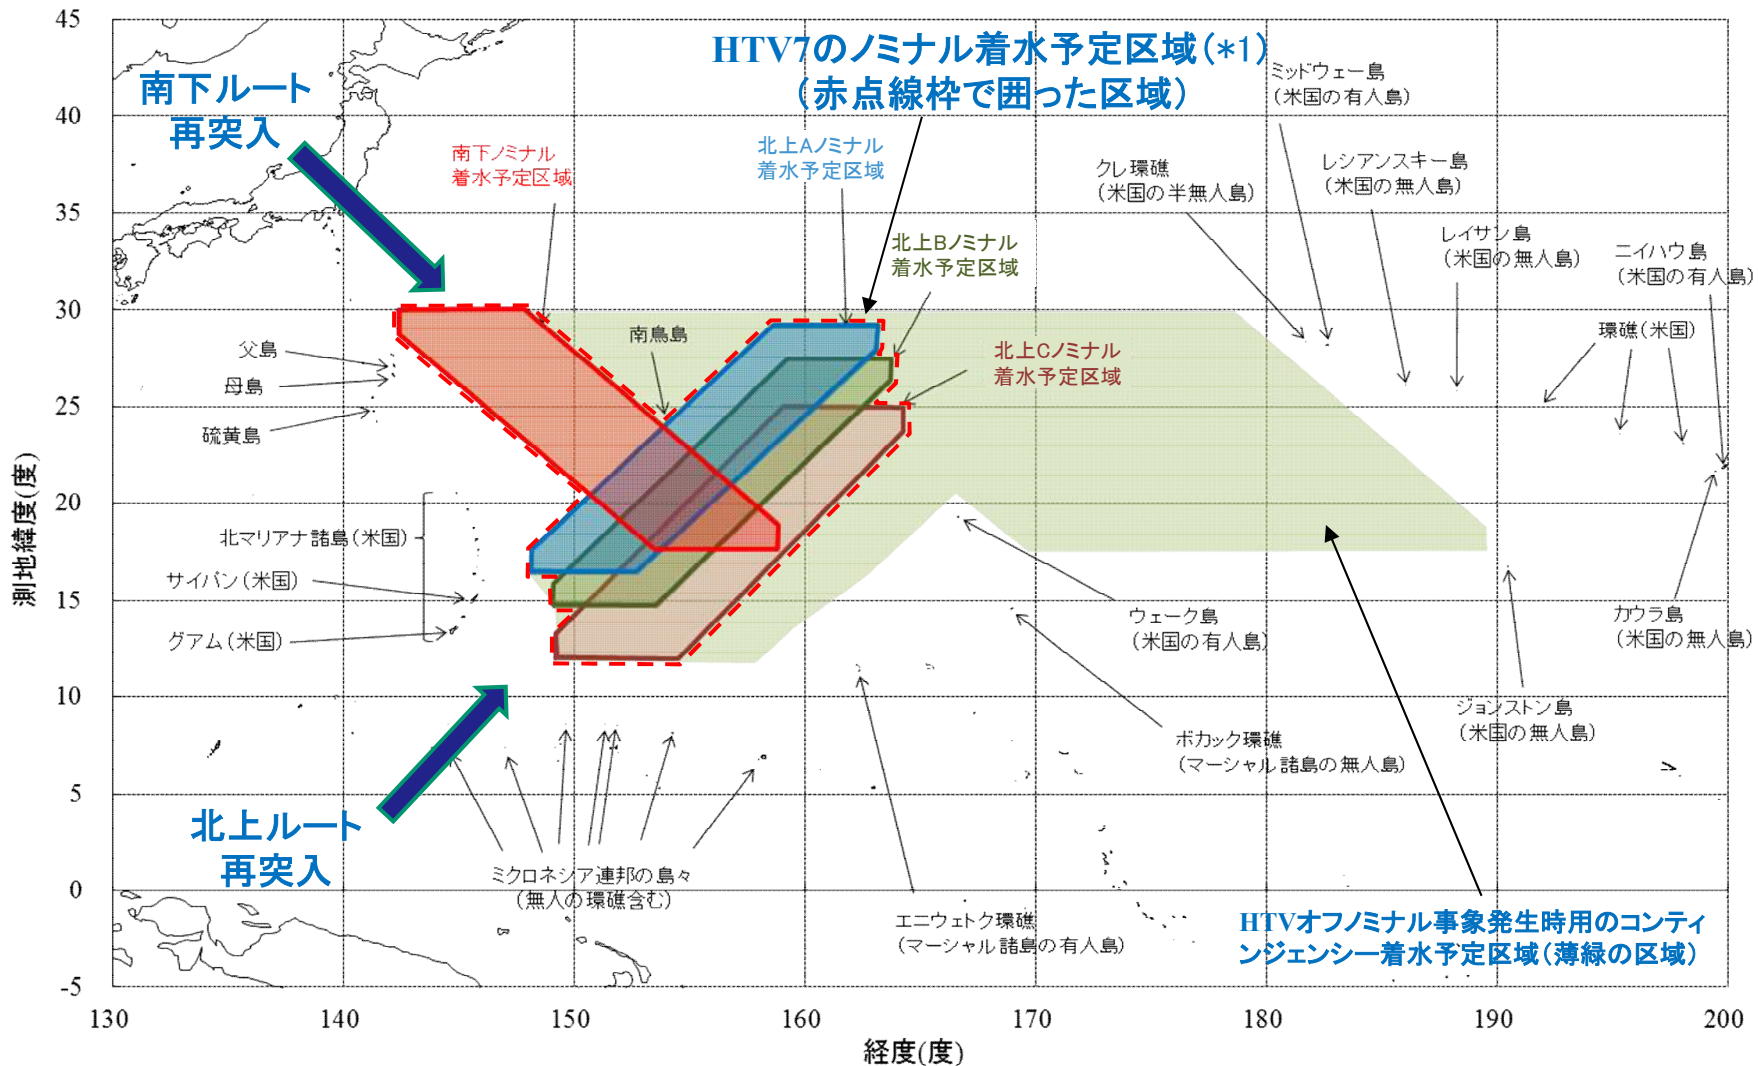 HTV7のノミナル着水予定区域(*1)
(赤点線枠で囲った区域)
南下ルート
再突入
南下ノミナル
着水予定区域
北上Aノミナル
着水予定区域
北上Bノミナル
着水予定区域
北上Cノミナル
着水予定区域
ミッドウェー島
(米国の有人島)
クレ環礁
(米国の半無人島)
レシアンスキー島
(米国の無人島)
レイサン島
(米国の無人島)
ニイハウ島
(米国の有人島)
環礁(米国)
南鳥島
父島
母島
硫黄島
北マリアナ諸島(米国)
サイパン(米国)
グアム(米国)
ウェーク島
(米国の有人島)
カウラ島
(米国の無人島)
ジョンストン島
(米国の無人島)
ボカック環礁
(マーシャル諸島の無人島)
北上ルート
再突入
ミクロネシア連邦の島々
(無人の環礁含む)
エニウェトク環礁
(マーシャル諸島の有人島)
HTVオフノミナル事象発生時用のコンティ
ンジェンシー着水予定区域(薄緑の区域)
測地緯度(度)
45
40
35
30
25
20
15
10
5
0
-5
130
140
150
160
170
180
190
200
経度(度)